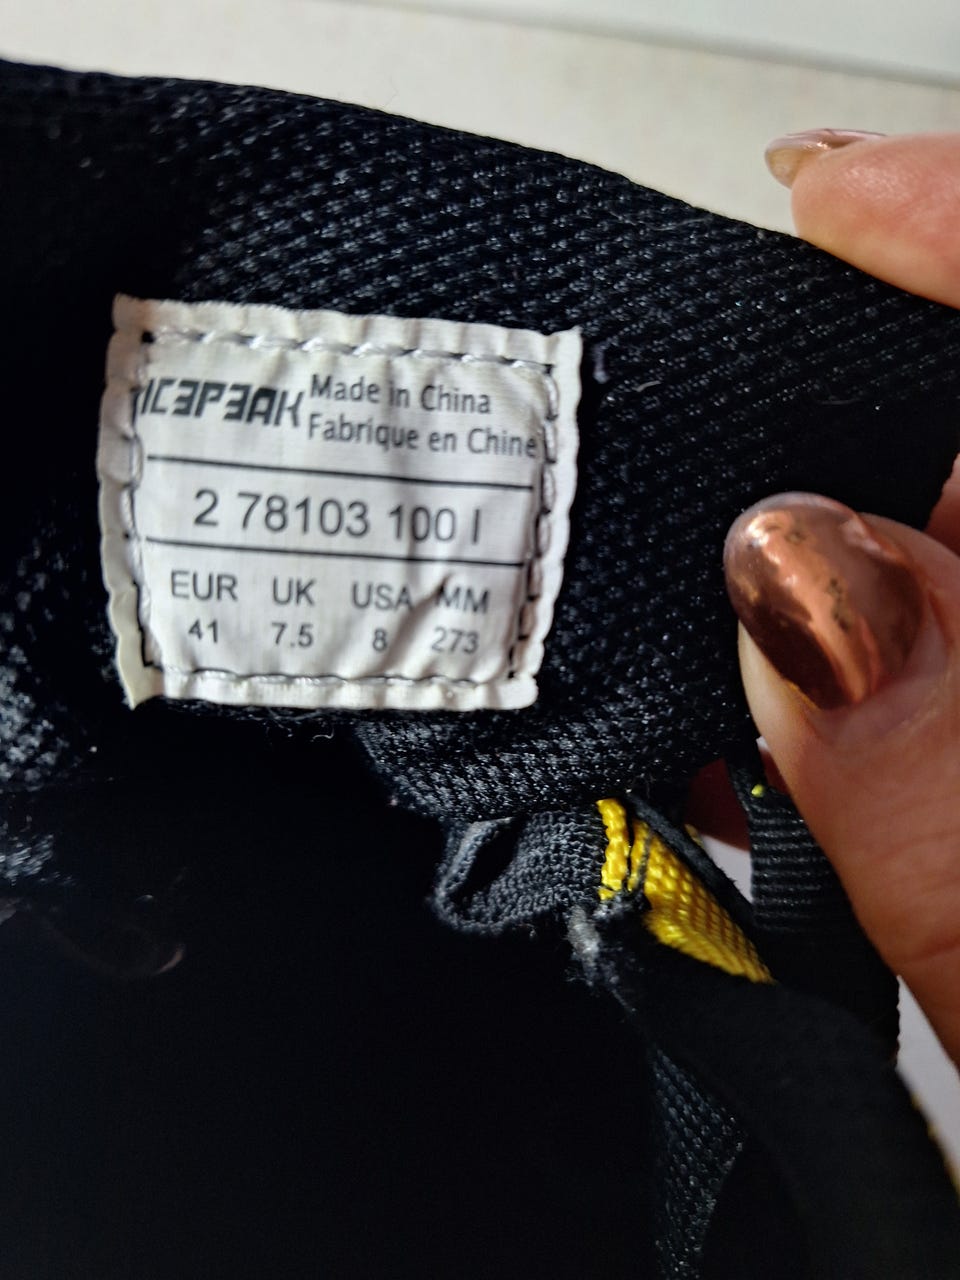 ICEPEAK Made in China
Fabrique en Chine
2 78103 100 I
EUR UK USA MM
41 7.5 8 273